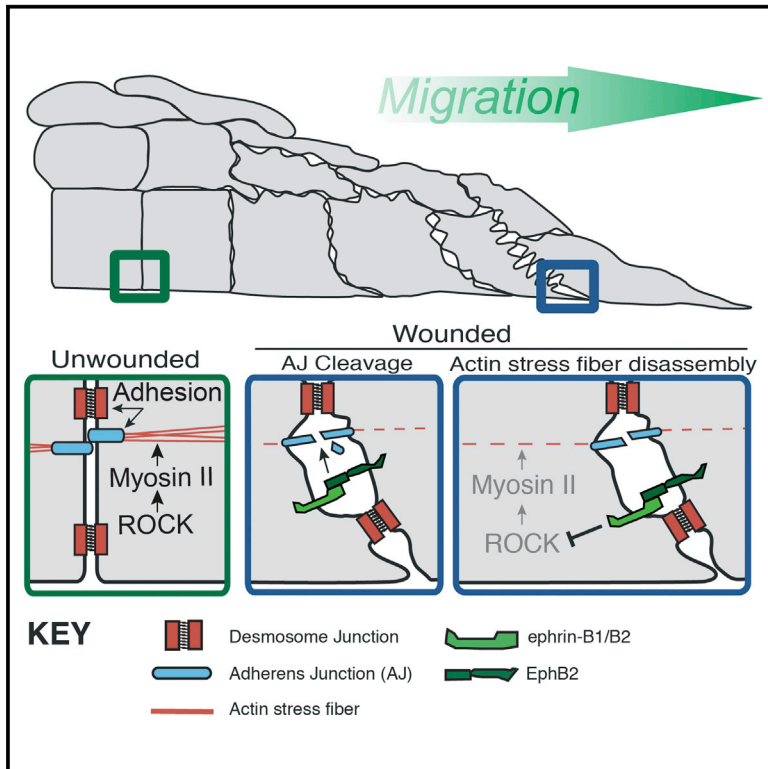 Migration
Wounded
Unwounded
AJ Cleavage
Actin stress fiber disassembly
Adhesion
Myosin II
ROCK
Myosin II
ROCK
KEY
Desmosome Junction
ephrin-B1/B2
Adherens Junction (AJ)
EphB2
Actin stress fiber